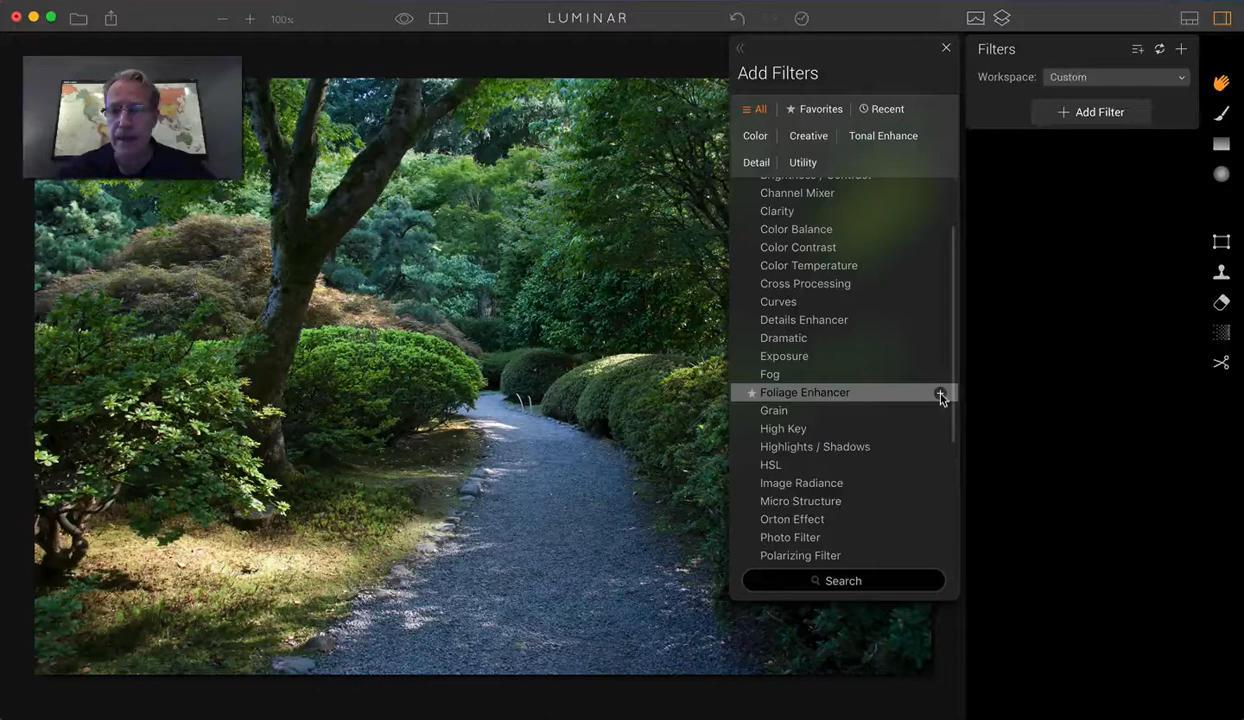 100%
LUMINAR
Add Filters
All
Favorites
Recent
Color
Creative
Tonal Enhance
Detail
Utility
Brightness / Contrast
Channel Mixer
Clarity
Color Balance
Color Contrast
Color Temperature
Cross Processing
Curves
Details Enhancer
Dramatic
Exposure
Fog
Foliage Enhancer
Grain
High Key
Highlights / Shadows
HSL
Image Radiance
Micro Structure
Orton Effect
Photo Filter
Polarizing Filter
Search
Filters
Workspace: Custom
Add Filter